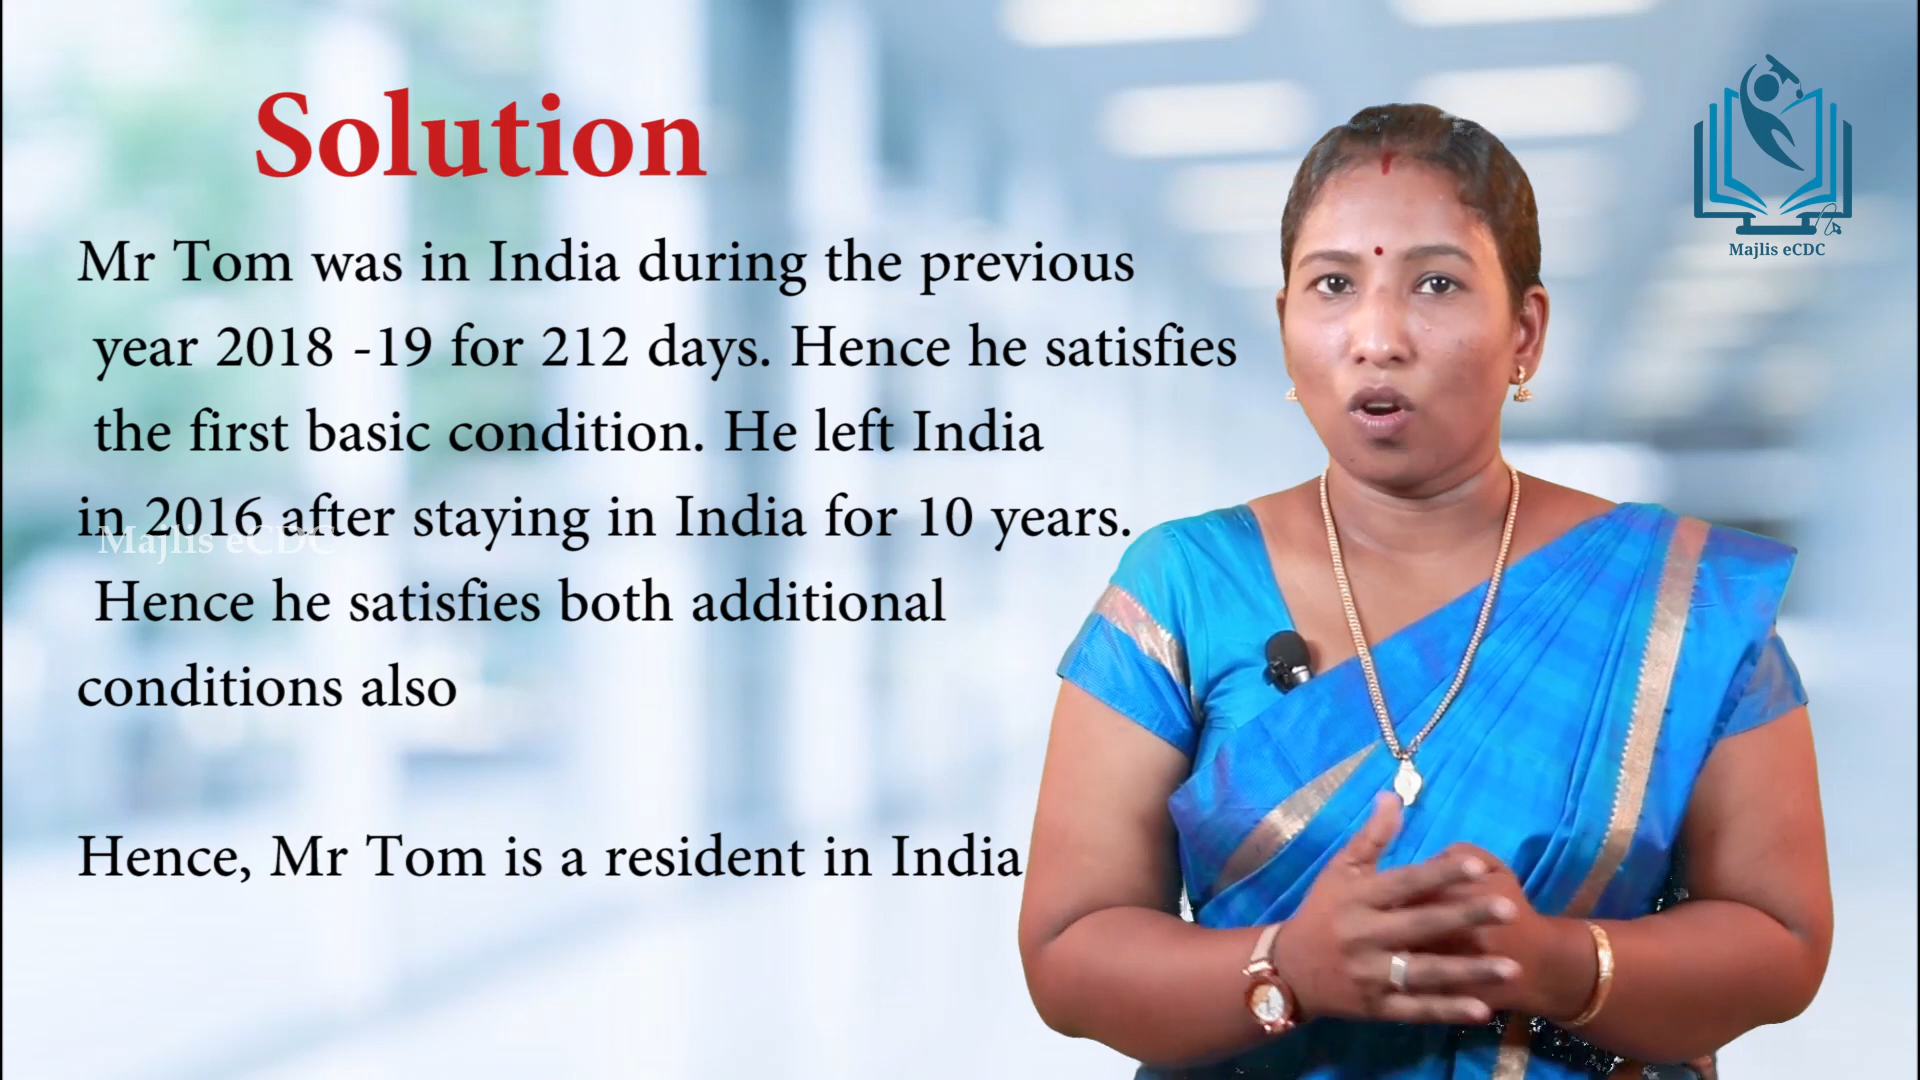 Solution
Mr Tom was in India during the previous
year 2018 -19 for 212 days. Hence he satisfies
the first basic condition. He left India
in 2016 after staying in India for 10 years.
Hence he satisfies both additional
conditions also
Hence, Mr Tom is a resident in India
Majlis eCDC
Majlis eCDC